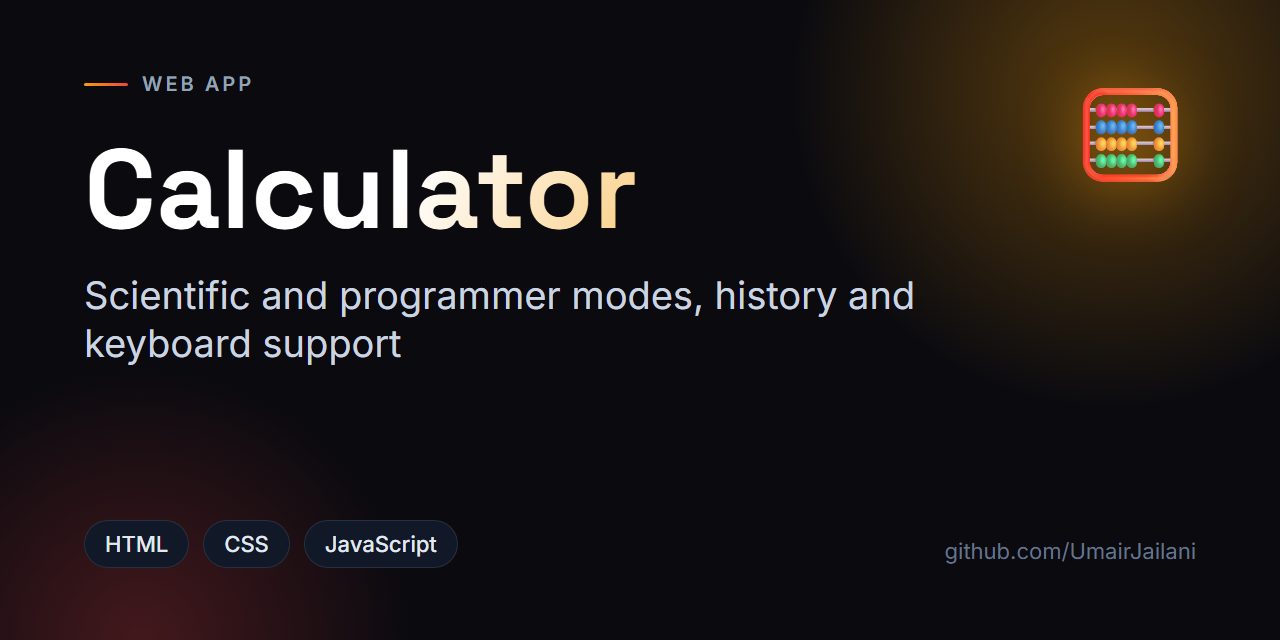 WEB APP
Calculator
Scientific and programmer modes, history and
keyboard support
HTML CSS JavaScript
github.com/UmairJailani